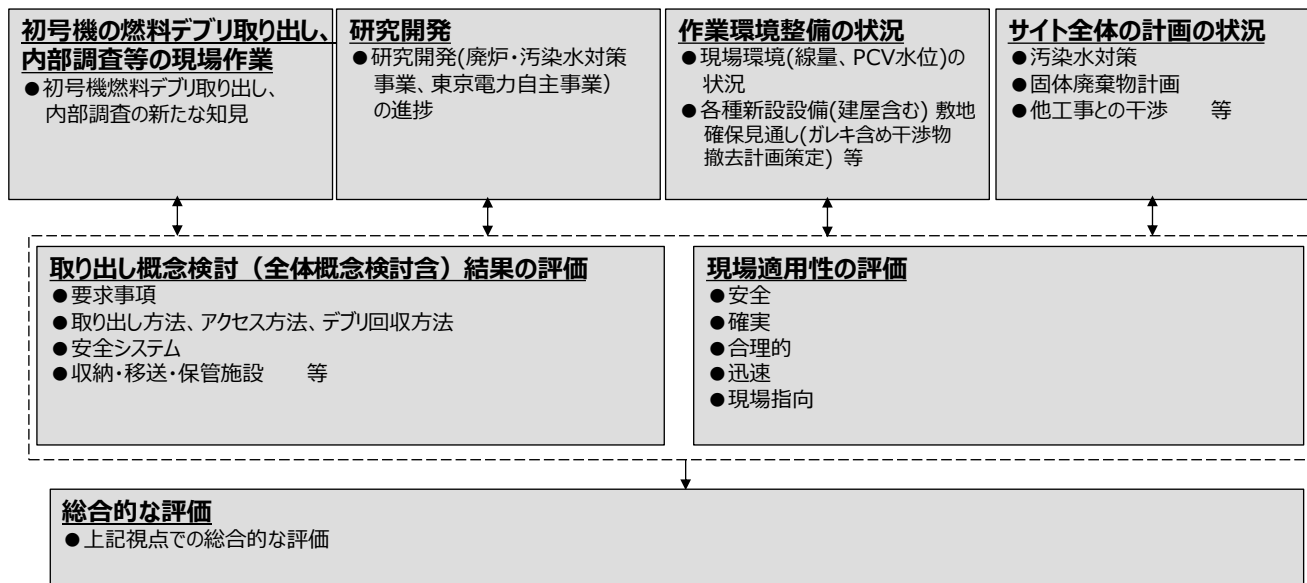 初号機の燃料デブリ取り出し、
内部調査等の現場作業
●初号機燃料デブリ取り出し、
内部調査の新たな知見
研究開発
●研究開発(廃炉・汚染水対策
事業、東京電力自主事業)
の進捗
作業環境整備の状況
●現場環境(線量、PCV水位)の
状況
●各種新設設備(建屋含む) 敷地
確保見通し(ガレキ含め干渉物
撤去計画策定) 等
サイト全体の計画の状況
●汚染水対策
●固体廃棄物計画
●他工事との干渉 等
取り出し概念検討（全体概念検討含）結果の評価
●要求事項
●取り出し方法、アクセス方法、デブリ回収方法
●安全システム
●収納・移送・保管施設 等
現場適用性の評価
●安全
●確実
●合理的
●迅速
●現場指向
総合的な評価
●上記視点での総合的な評価